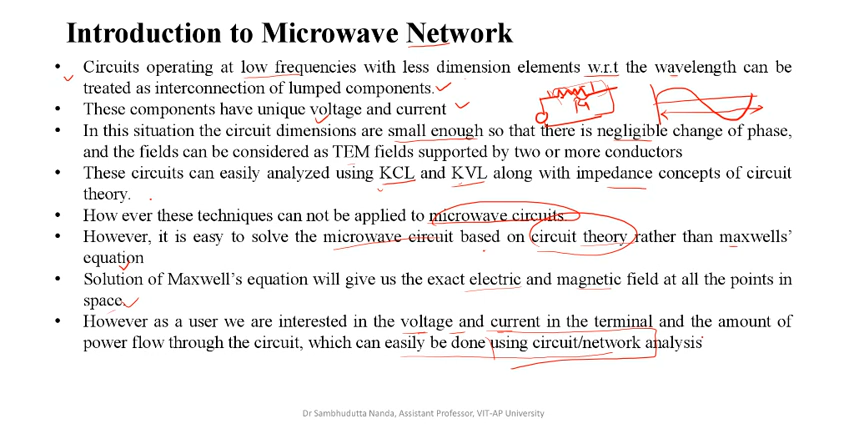 Introduction to Microwave Network
• Circuits operating at low frequencies with less dimension elements w.r.t the wavelength can be
treated as interconnection of lumped components.
• These components have unique voltage and current
• In this situation the circuit dimensions are small enough so that there is negligible change of phase,
and the fields can be considered as TEM fields supported by two or more conductors
• These circuits can easily analyzed using KCL and KVL along with impedance concepts of circuit
theory.
• How ever these techniques can not be applied to microwave circuits.
• However, it is easy to solve the microwave circuit based on circuit theory rather than maxwells’
equation
• Solution of Maxwell’s equation will give us the exact electric and magnetic field at all the points in
space.
• However as a user we are interested in the voltage and current in the terminal and the amount of
power flow through the circuit, which can easily be done using circuit/network analysis
Dr Sambhudutta Nanda, Assistant Professor, VIT-AP University